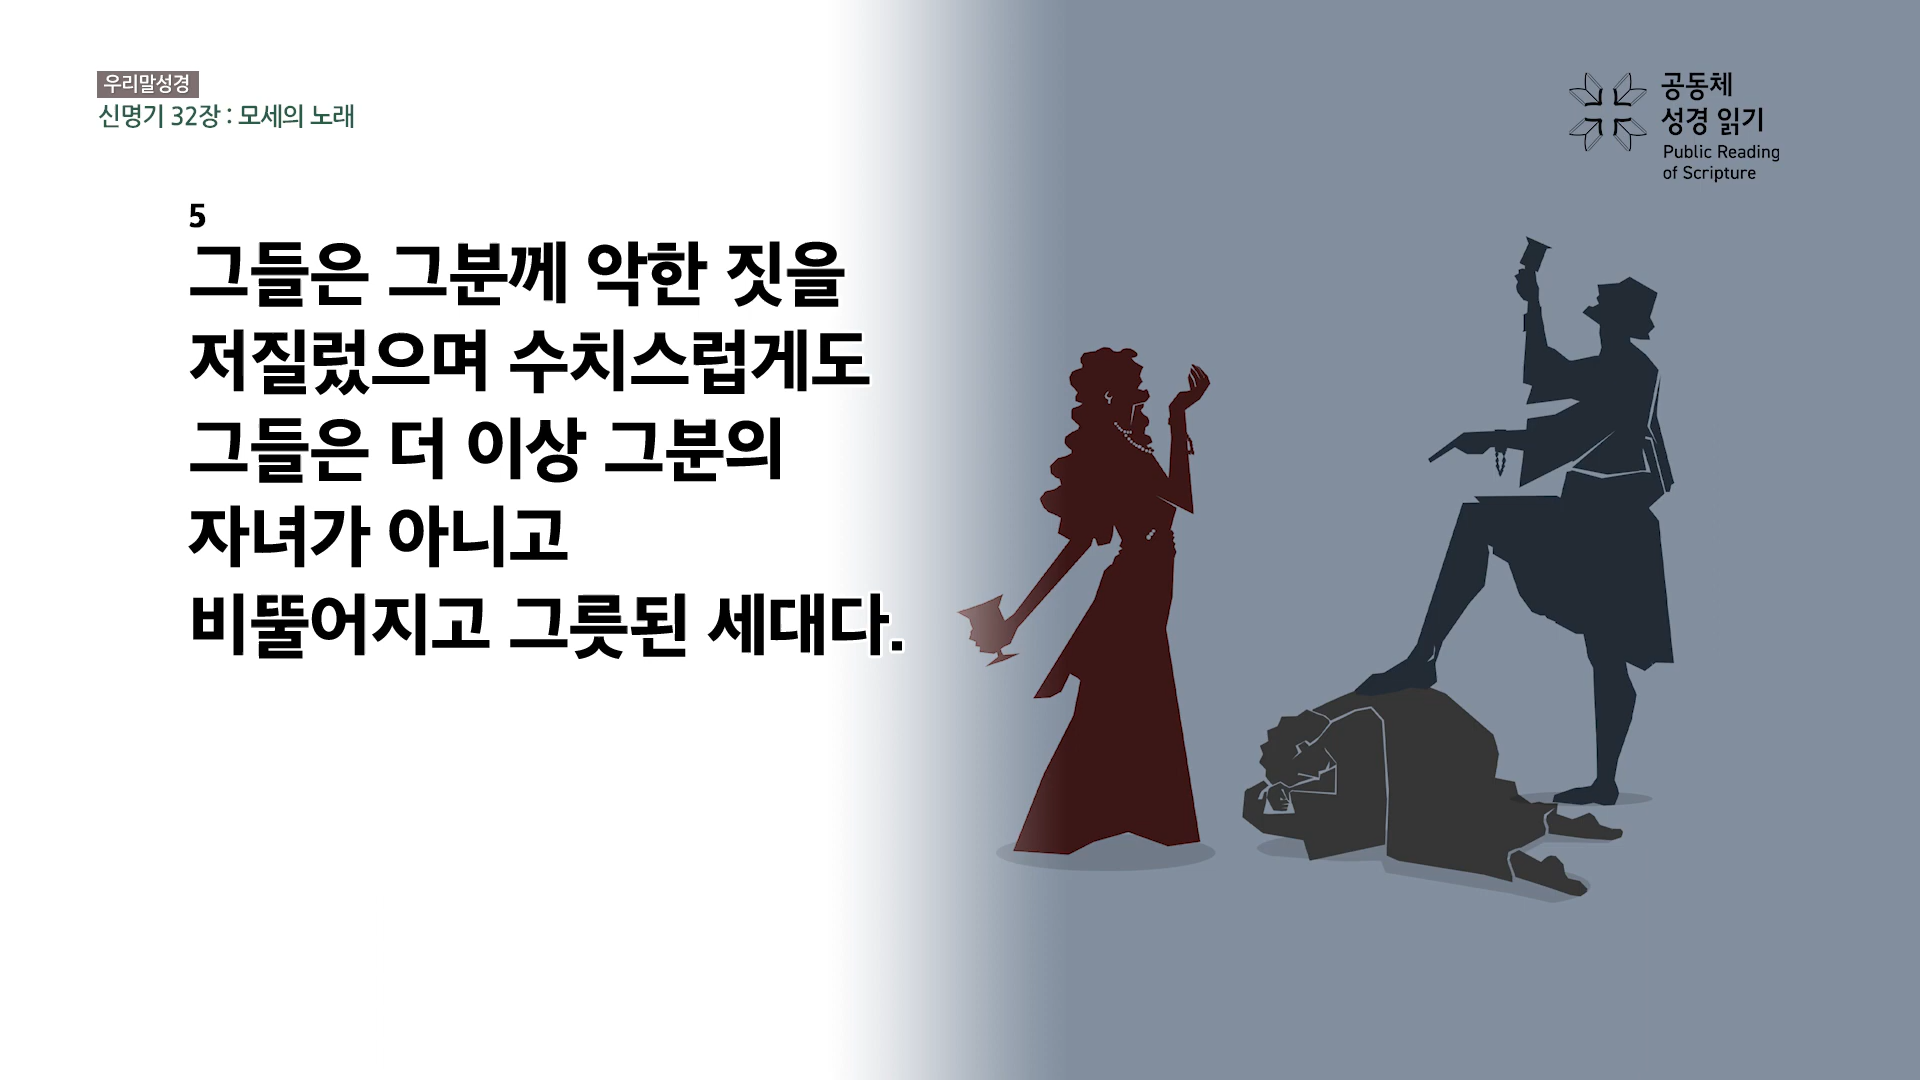 우리말성경
신명기 32장 : 모세의 노래
공동체
성경 읽기
Public Reading
of Scripture
5
그들은 그분께 악한 짓을
저질렀으며 수치스럽게도
그들은 더 이상 그분의
자녀가 아니고
비뚤어지고 그릇된 세대다.